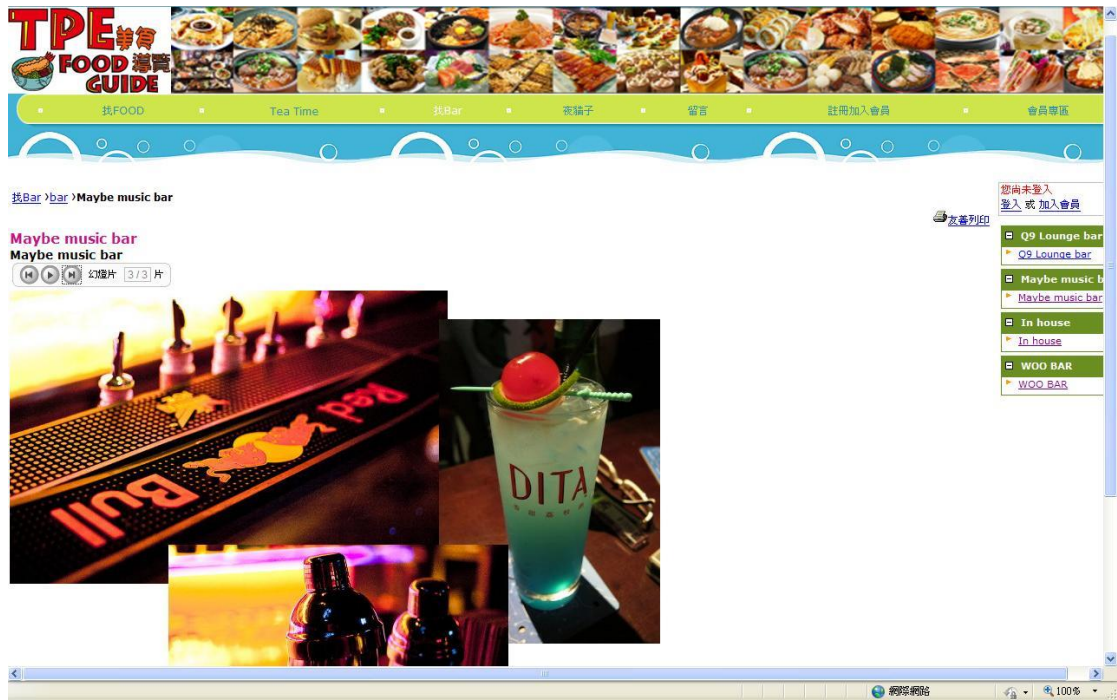 TPE美食
FOOD導覽
GUIDE
找FOOD
Tea Time
找Bar
夜貓子
留言
註冊加入會員
會員專區
找Bar›bar›Maybe music bar
友善列印
您尚未登入
登入 或 加入會員
Maybe music bar
Maybe music bar
幻燈片 3/3 片
Q9 Lounge bar
Q9 Lounge bar
Maybe music b
Maybe music bar
In house
In house
WOO BAR
WOO BAR
Red
Bull
DITA
網際網路
100%